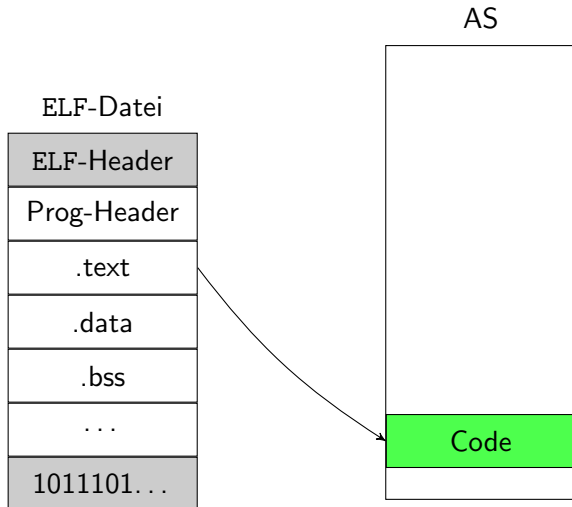 AS
ELF-Datei
ELF-Header
Prog-Header
.text
.data
.bss
. . .
1011101. . .
Code